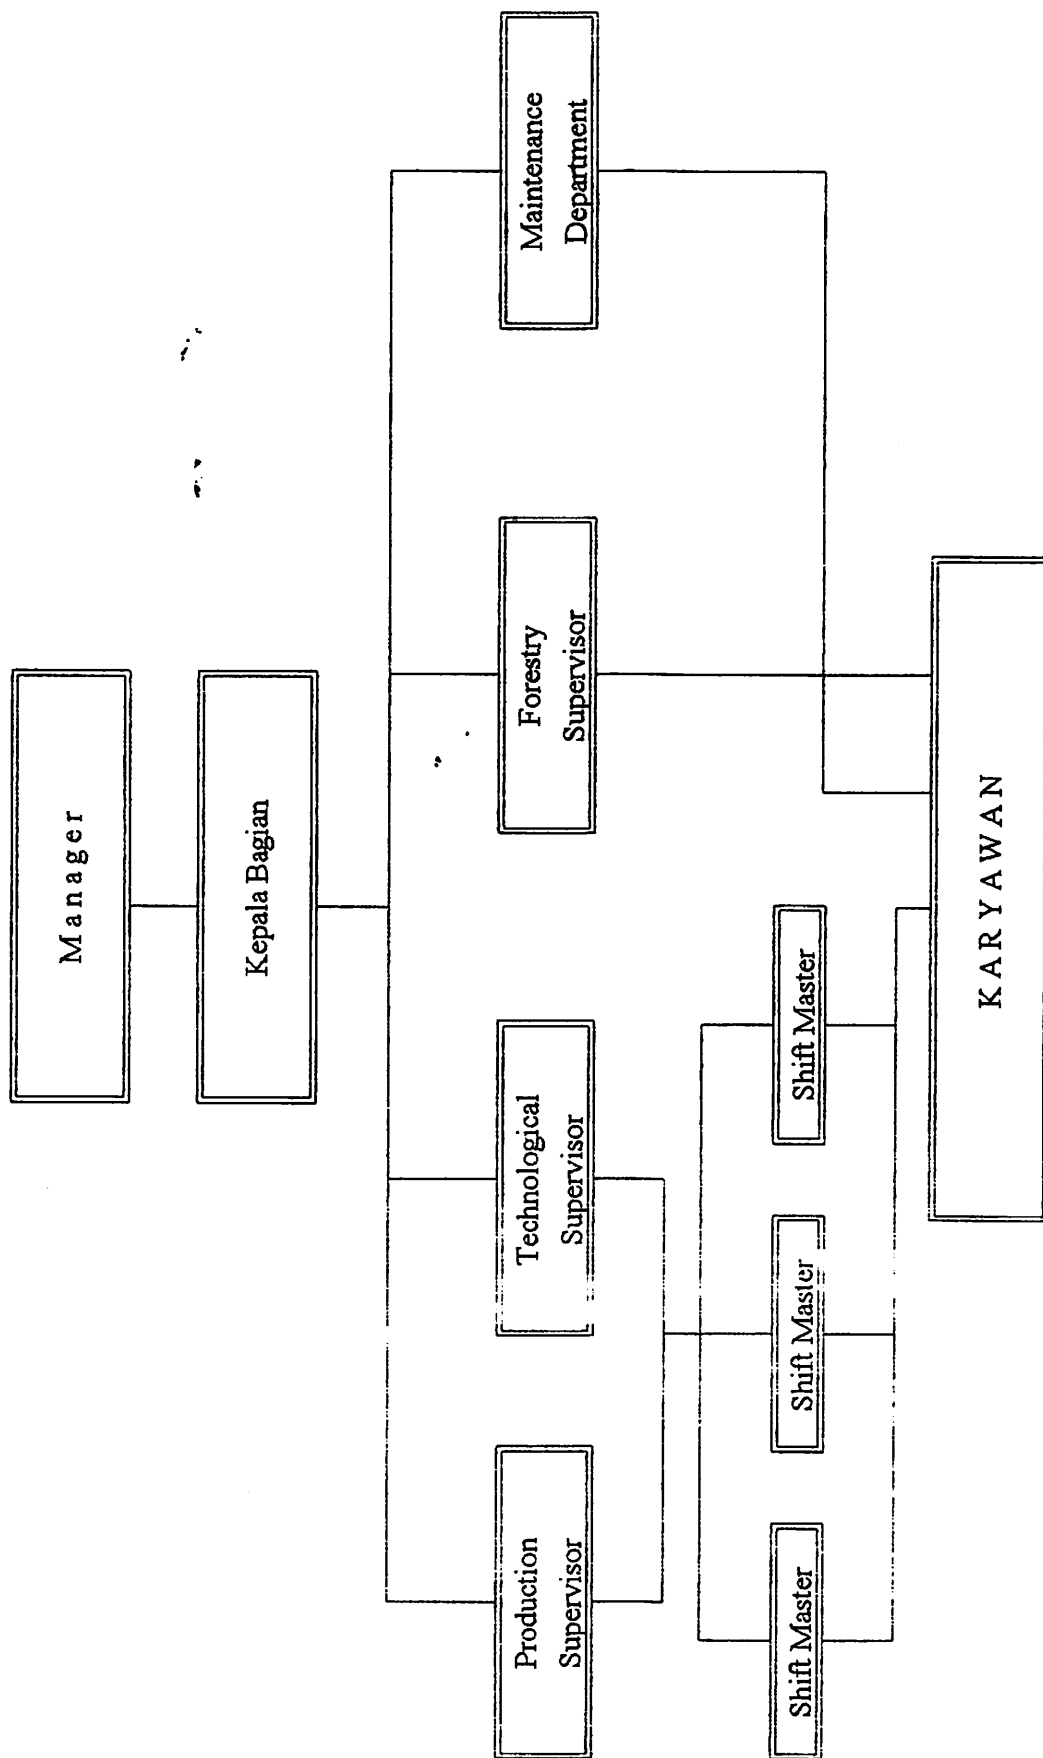 Manager
Kepala Bagian
Production
Supervisor
Technological
Supervisor
Forestry
Supervisor
Maintenance
Department
Shift Master
Shift Master
Shift Master
KARYAWAN